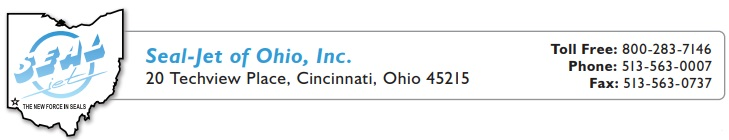 SEAL
jet
THE NEW FORCE IN SEALS
Seal-Jet of Ohio, Inc.
20 Techview Place, Cincinnati, Ohio 45215
Toll Free: 800-283-7146
Phone: 513-563-0007
Fax: 513-563-0737